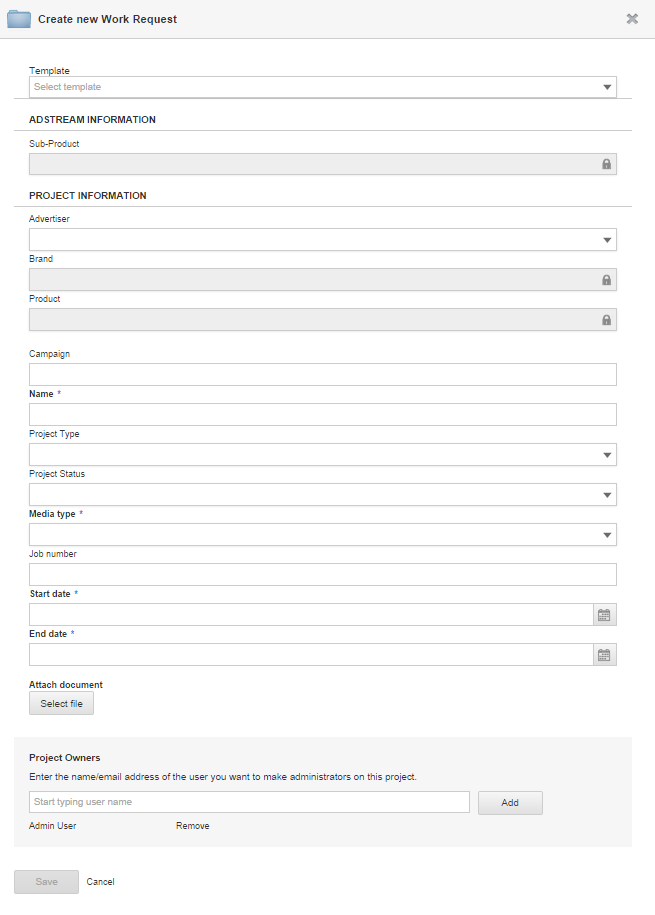 Create new Work Request
Template
Select template
ADSTREAM INFORMATION
Sub-Product
PROJECT INFORMATION
Advertiser
Brand
Product
Campaign
Name *
Project Type
Project Status
Media type *
Job number
Start date *
End date *
Attach document
Select file
Project Owners
Enter the name/email address of the user you want to make administrators on this project.
Start typing user name
Add
Admin User Remove
Save Cancel